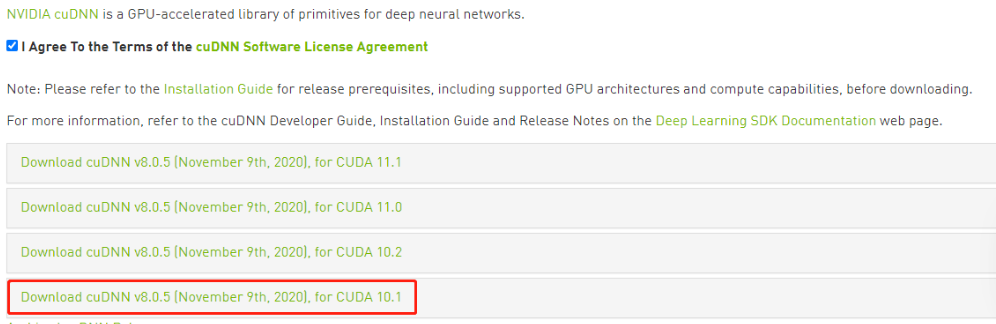 NVIDIA cuDNN is a GPU-accelerated library of primitives for deep neural networks.
I Agree To the Terms of the cuDNN Software License Agreement
Note: Please refer to the Installation Guide for release prerequisites, including supported GPU architectures and compute capabilities, before downloading.
For more information, refer to the cuDNN Developer Guide, Installation Guide and Release Notes on the Deep Learning SDK Documentation web page.
Download cuDNN v8.0.5 (November 9th, 2020), for CUDA 11.1
Download cuDNN v8.0.5 (November 9th, 2020), for CUDA 11.0
Download cuDNN v8.0.5 (November 9th, 2020), for CUDA 10.2
Download cuDNN v8.0.5 (November 9th, 2020), for CUDA 10.1